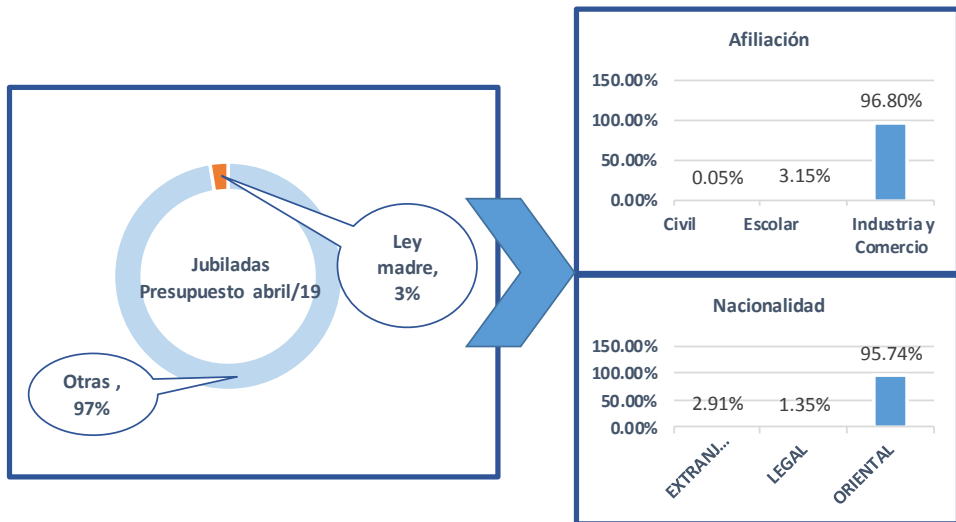 Jubiladas
Presupuesto abril/19
Ley
madre,
3%
Otras ,
97%
Afiliación
150.00%
100.00%
50.00%
0.00%
0.05%
3.15%
96.80%
Civil
Escolar
Industria y
Comercio
Nacionalidad
150.00%
100.00%
50.00%
0.00%
2.91%
1.35%
95.74%
EXTRANJ...
LEGAL
ORIENTAL